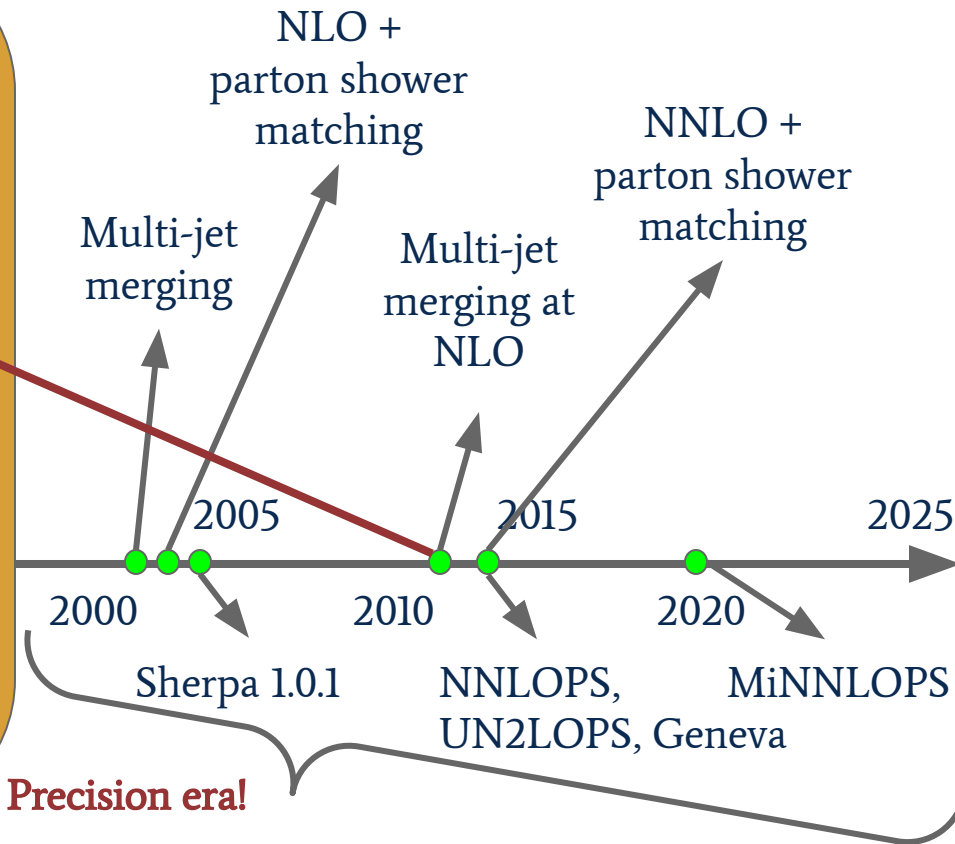 NLO +
parton shower
matching
NNLO +
parton shower
matching
Multi-jet
merging
Multi-jet
merging at
NLO
2005
2015
2025
2000
2010
2020
Sherpa 1.0.1
NNLOPS,
UN2LOPS, Geneva
MiNNLOPS
Precision era!